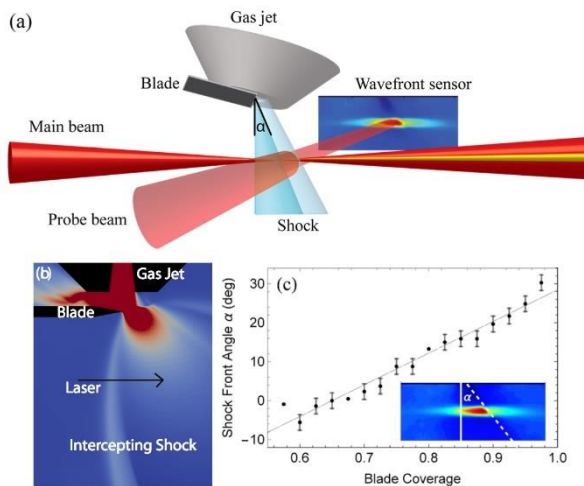 (a)
Gas jet
Blade
Wavefront sensor
α
Main beam
Probe beam
Shock
(b)
Gas Jet
Blade
Laser
Intercepting Shock
(c)
Shock Front Angle α (deg)
30
20
10
0
−10
α
0.6 0.7 0.8 0.9 1.0
Blade Coverage